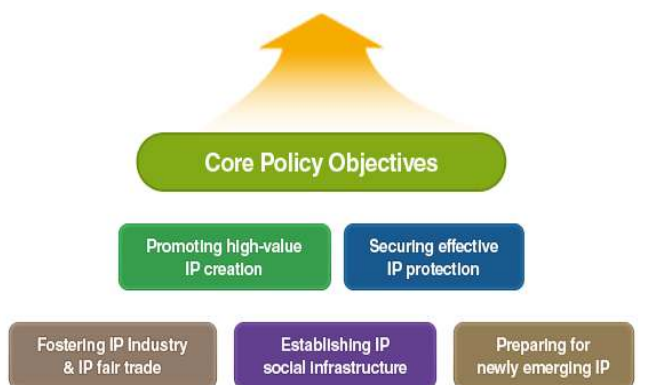 Core Policy Objectives
Promoting high-value
IP creation
Securing effective
IP protection
Fostering IP Industry
& IP fair trade
Establishing IP
social infrastructure
Preparing for
newly emerging IP